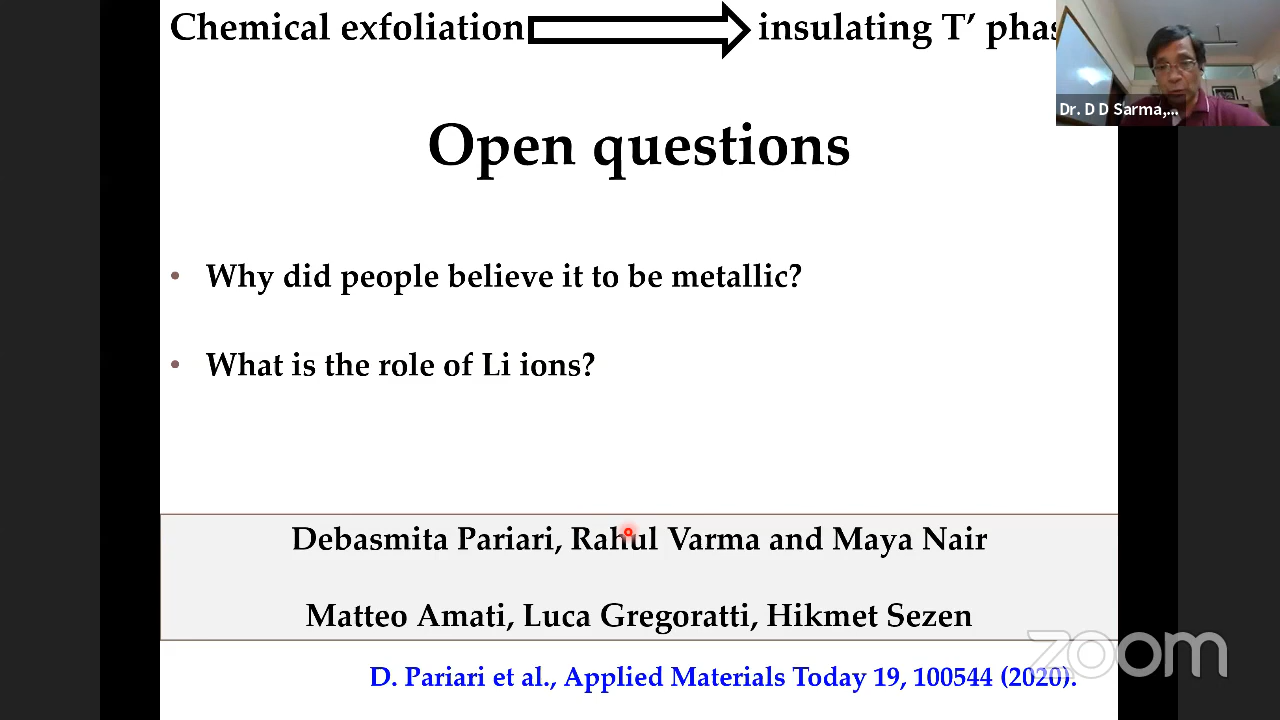 Chemical exfoliation insulating T′ phas
Dr. D D Sarma,...
Open questions
• Why did people believe it to be metallic?
• What is the role of Li ions?
Debasmita Pariari, Rahul Varma and Maya Nair
Matteo Amati, Luca Gregoratti, Hikmet Sezen
zoom
D. Pariari et al., Applied Materials Today 19, 100544 (2020).